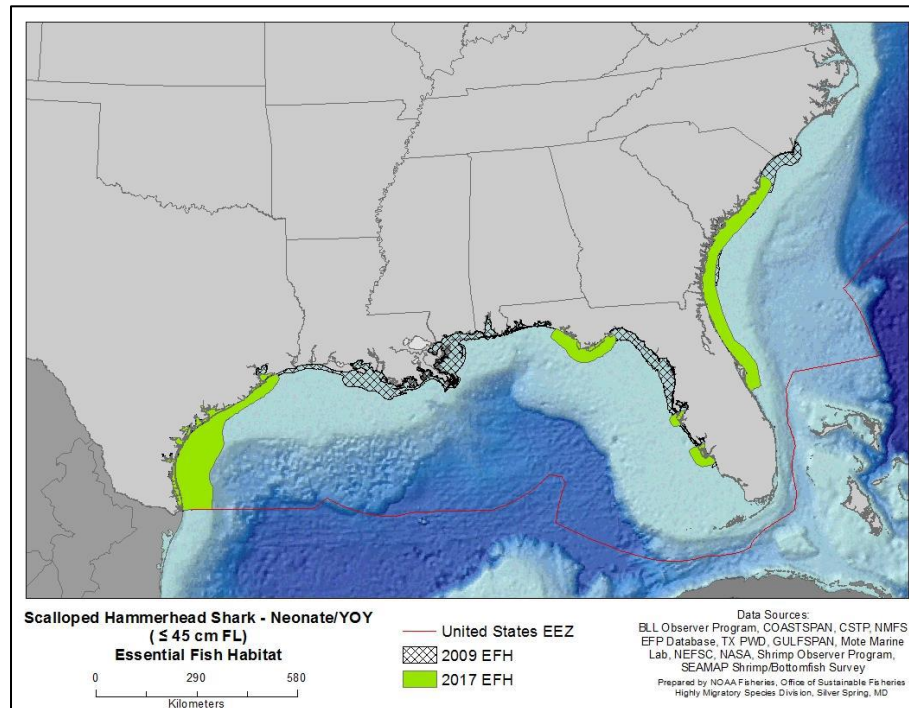 Scalloped Hammerhead Shark - Neonate/YOY
( ≤ 45 cm FL)
Essential Fish Habitat
0 290 580
Kilometers
United States EEZ
2009 EFH
2017 EFH
Data Sources:
BLL Observer Program, COASTSPAN, CSTP, NMFS
EFP Database, TX PWD, GULFSPAN, Mote Marine
Lab, NEFSC, NASA, Shrimp Observer Program,
SEAMAP Shrimp/Bottomfish Survey
Prepared by NOAA Fisheries, Office of Sustainable Fisheries
Highly Migratory Species Division, Silver Spring, MD